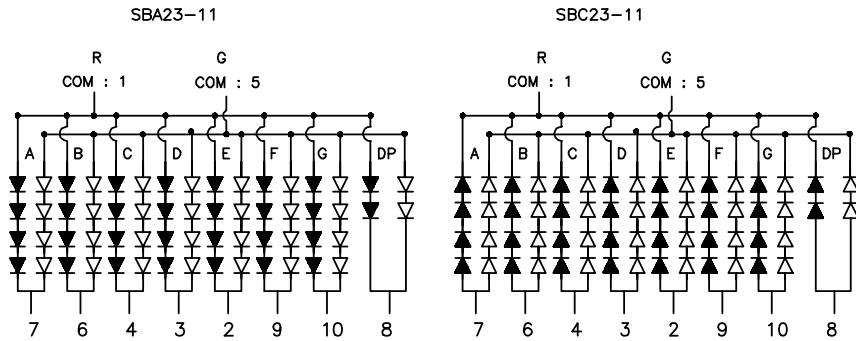 SBA23-11
SBC23-11
R
G
COM : 1
COM : 5
R
G
COM : 1
COM : 5
A B C D E F G DP
A B C D E F G DP
7 6 4 3 2 9 10 8
7 6 4 3 2 9 10 8